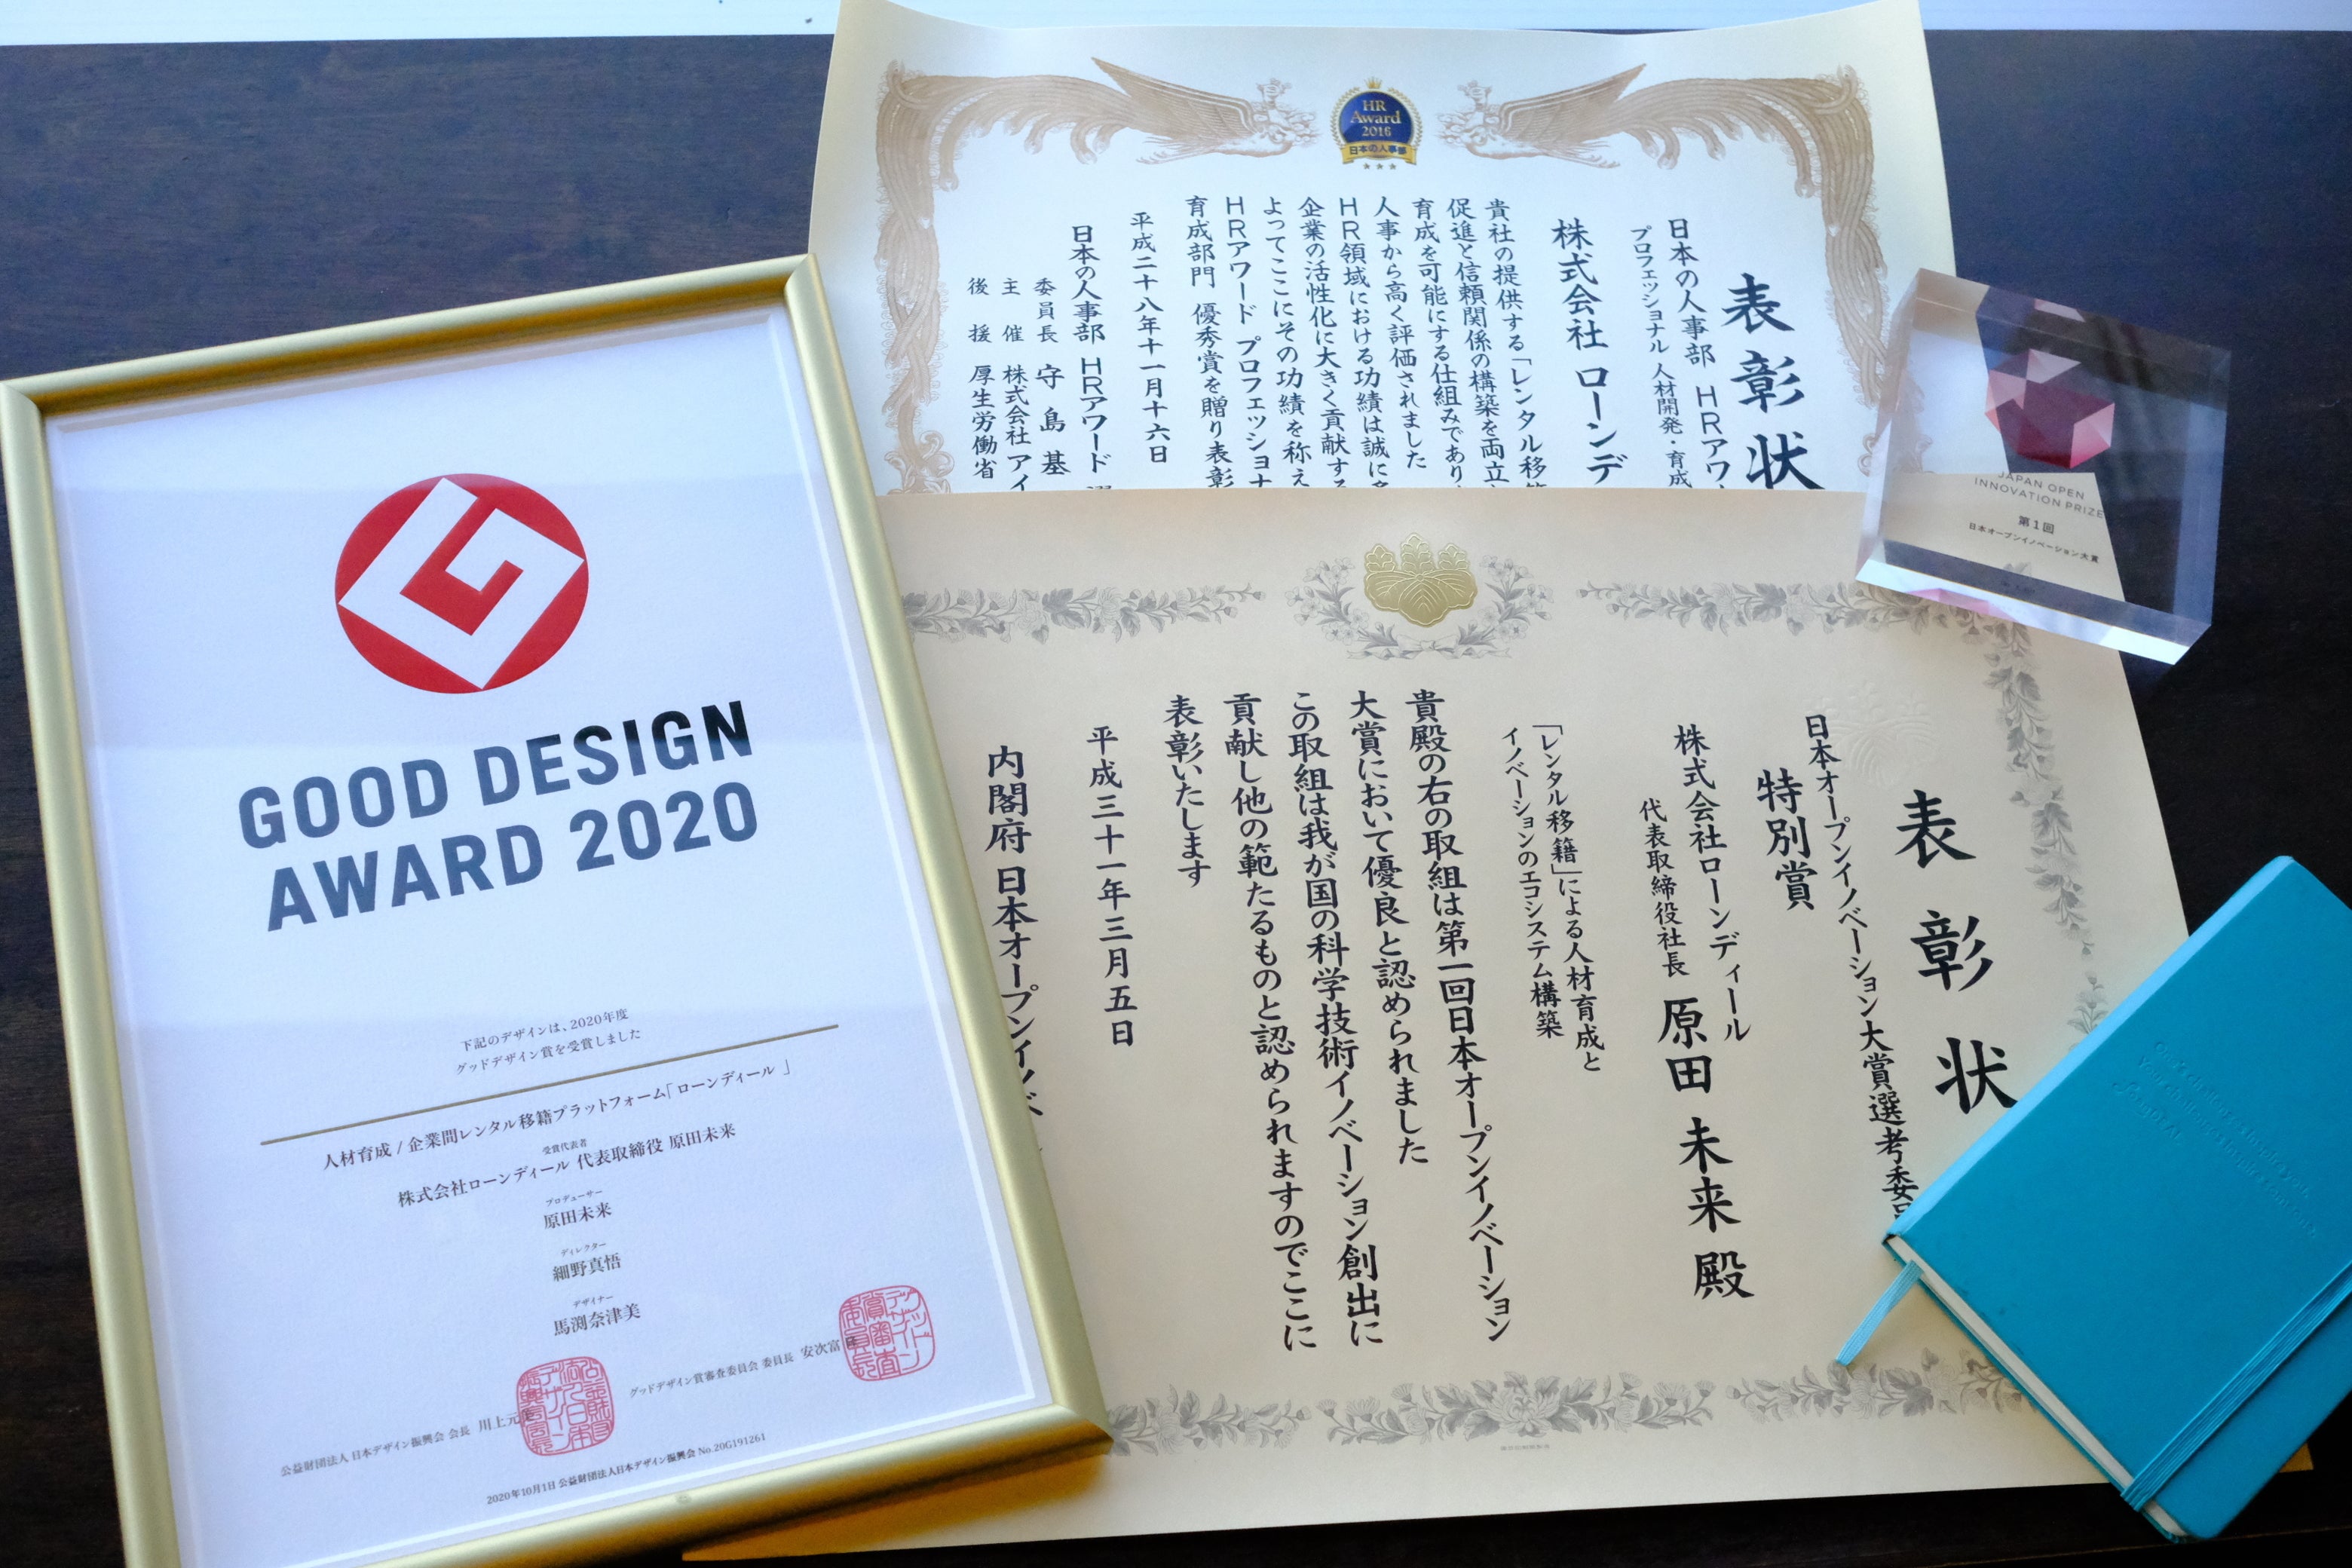 GOOD DESIGN
AWARD 2020
下記のデザインは、2020年度
グッドデザイン賞を受賞しました
人材育成 / 企業間レンタル移籍プラットフォーム「ローンディール 」
受賞代表者
株式会社ローンディール 代表取締役 原田未来
プロデューサー
原田未来
ディレクター
細野真悟
デザイナー
馬渕奈津美
グッドデザイン賞審査委員会 委員長 安次富
公益財団法人 日本デザイン振興会 会長 川上元
2020年10月1日 公益財団法人日本デザイン振興会 No.20G191261
HR
Award
2016
日本の人事部
表彰状
日本の人事部 HRアワ
プロフェッショナル 人材開発・育成
株式会社 ローンデ
貴社の提供する「レンタル移
促進と信頼関係の構築を両立
育成を可能にする仕組みであり
人事から高く評価されました
HR領域における功績は誠に
企業の活性化に大きく貢献する
よってここにその功績を称え
HRアワード プロフェッショナ
育成部門 優秀賞を贈り表彰
平成二十八年十一月十六日
日本の人事部 HRアワード
委員長 守島基
主催 株式会社アイ
後援 厚生労働省
JAPAN OPEN
INNOVATION PRIZE
第1回
日本オープンイノベーション大賞
表彰状
日本オープンイノベーション大賞選考委
特別賞
株式会社ローンディール
代表取締役社長 原田未来殿
「レンタル移籍」による人材育成と
イノベーションのエコシステム構築
貴殿の右の取組は第一回日本オープンイノベーション
大賞において優良と認められました
この取組は我が国の科学技術イノベーション創出に
貢献し他の範たるものと認められますのでここに
表彰いたします
平成三十一年三月五日
内閣府 日本オープンイノベ